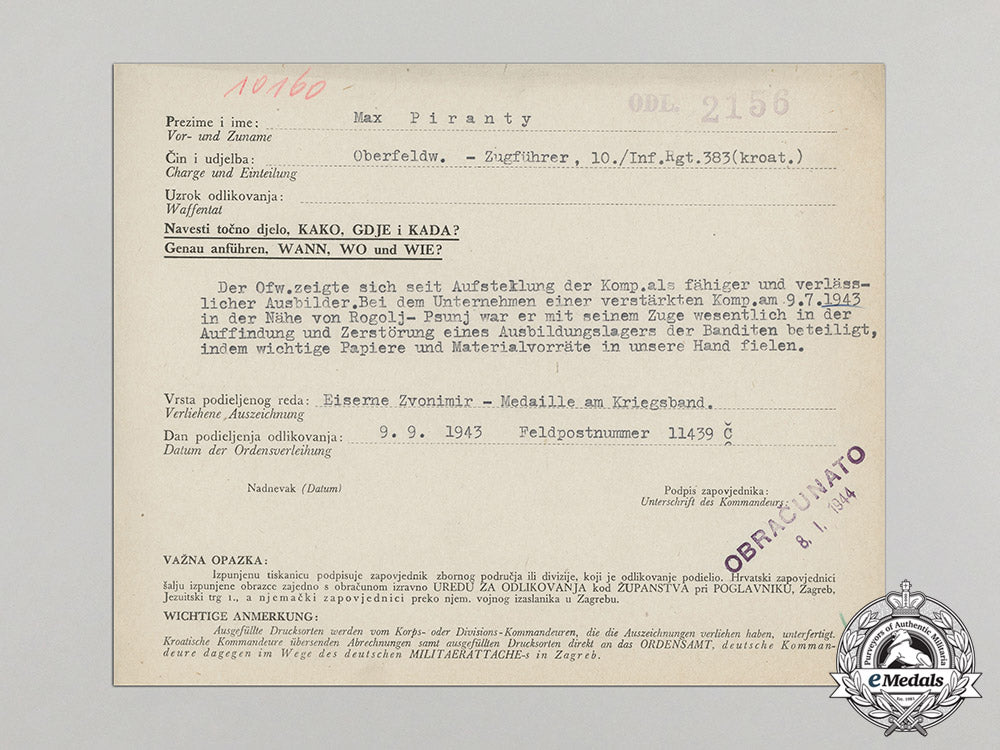 10160
ODL. 2156
Prezime i ime: Max Piranty
Vor- und Zuname
Čin i udjelba: Oberfeldw. - Zugführer, 10./Inf.Rgt.383(kroat.)
Charge und Einteilung
Uzrok odlikovanja:
Waffentat
Navesti točno djelo, KAKO, GDJE i KADA?
Genau anführen, WANN, WO und WIE?
Der Ofw.zeigte sich seit Aufstellung der Komp.als fähiger und verläss-
licher Ausbilder.Bei dem Unternehmen einer verstärkten Komp.am 9.7.1943
in der Nähe von Rogolj- Psunj war er mit seinem Zuge wesentlich in der
Auffindung und Zerstörung eines Ausbildungslagers der Banditen beteiligt,
indem wichtige Papiere und Materialvorräte in unsere Hand fielen.
Vrsta podieljenog reda: Eiserne Zvonimir - Medaille am Kriegsband.
Verliehene Auszeichnung
Dan podieljenja odlikovanja: 9.9. 1943 Feldpostnummer 11439 Č
Datum der Ordensverleihung
Nadnevak (Datum)
Podpis zapovjednika:
Unterschrift des Kommandeurs:
OBRAČUNATO
8. I. 1944
VAŽNA OPAZKA:
Izpunjenu tiskanicu podpisuje zapovjednik zbornog područja ili divizije, koji je odlikovanje podielio. Hrvatski zapovjednici
šalju izpunjene obrazce zajedno s obračunom izravno UREDU ZA ODLIKOVANJA kod ŽUPANSTVA pri POGLAVNIKU, Zagreb,
Jezuitski trg 1., a njemački zapovjednici preko njem. vojnog izaslanika u Zagrebu.
WICHTIGE ANMERKUNG:
Ausgefüllte Drucksorten werden vom Korps- oder Divisions-Kommandeuren, die die Auszeichnungen verliehen haben, unterfertigt.
Kroatische Kommandeure übersenden Abrechnungen samt ausgefüllten Drucksorten direkt an das ORDENSAMT, deutsche Komman-
deure dagegen im Wege des deutschen MILITAERATTACHE-s in Zagreb.
Purveyors of Authentic Militaria
eMedals